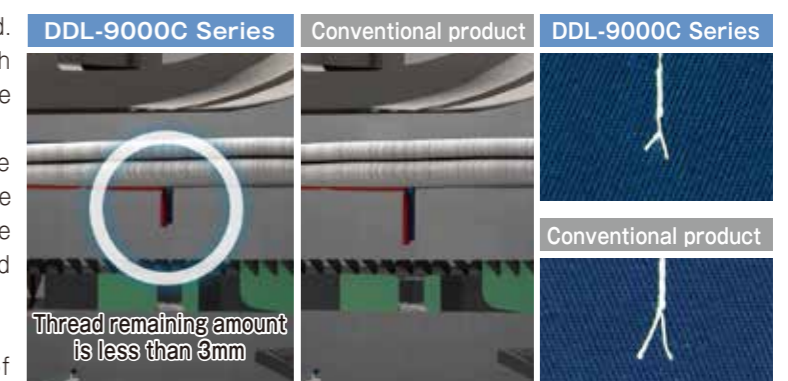 d.
h
e
e
e
e
d
f
DDL-9000C Series
Conventional product
DDL-9000C Series
Thread remaining amount
is less than 3mm
Conventional product